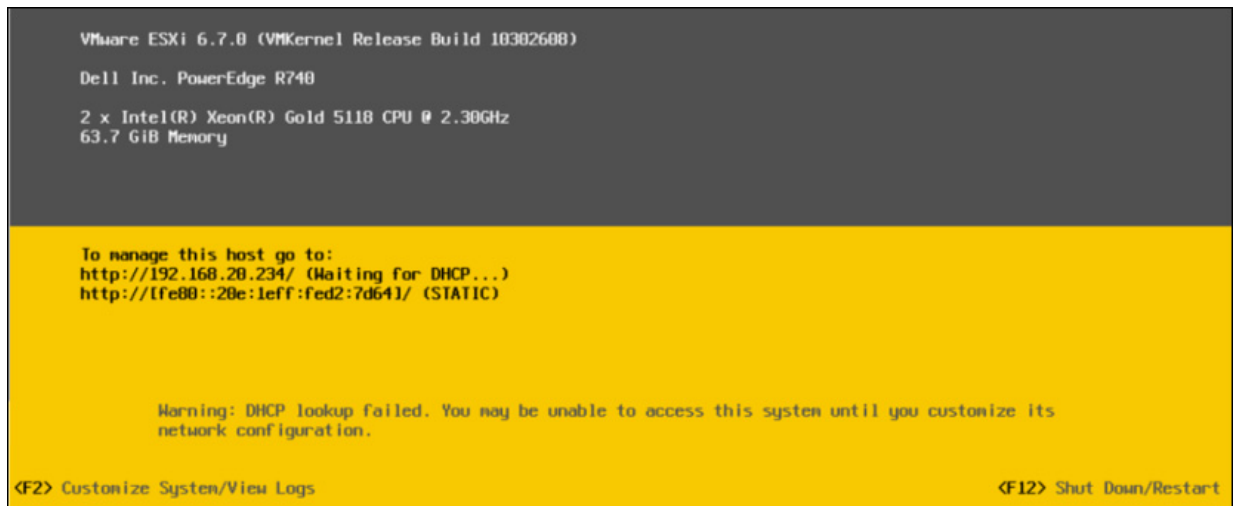 VMware ESXi 6.7.0 (VMKernel Release Build 10302608)
Dell Inc. PowerEdge R740
2 x Intel(R) Xeon(R) Gold 5118 CPU @ 2.30GHz
63.7 GiB Memory
To manage this host go to:
http://192.168.20.234/ (Waiting for DHCP...)
http://[fe80::20e:1eff:fed2:7d64]/ (STATIC)
Warning: DHCP lookup failed. You may be unable to access this system until you customize its
network configuration.
<F2> Customize System/View Logs
<F12> Shut Down/Restart